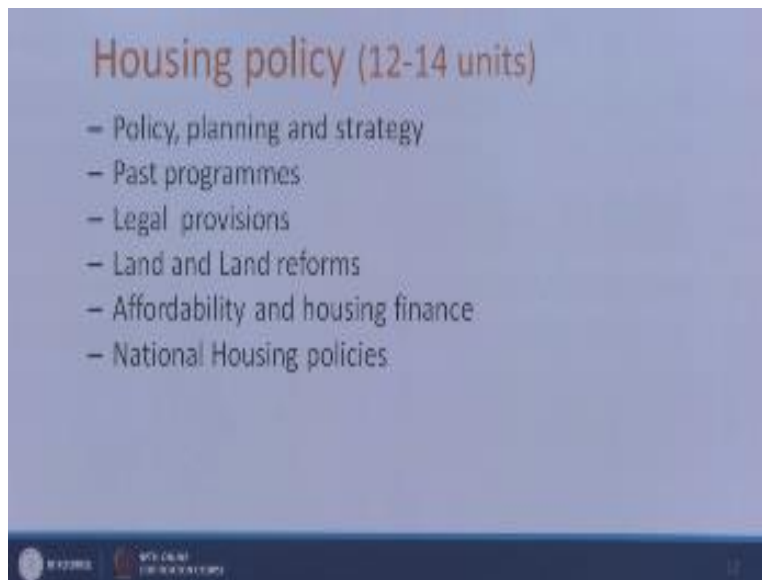 Housing policy (12-14 units)
– Policy, planning and strategy
– Past programmes
– Legal provisions
– Land and Land reforms
– Affordability and housing finance
– National Housing policies